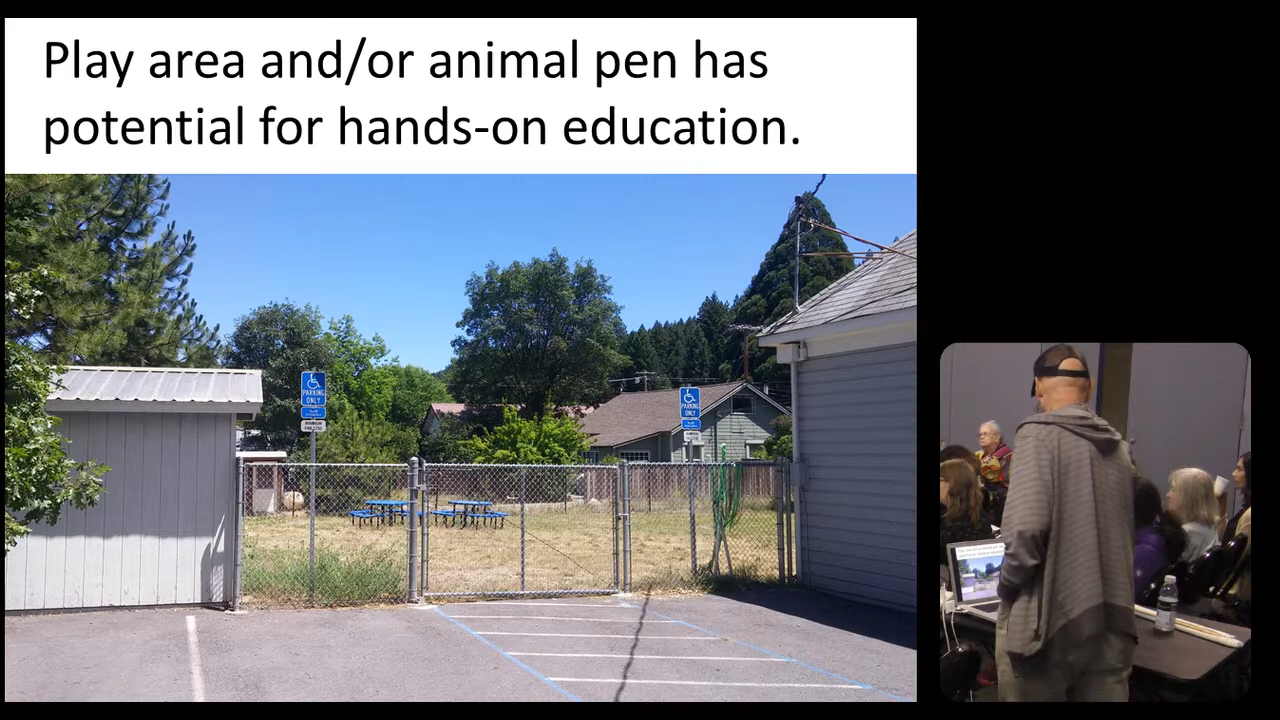 Play area and/or animal pen has
potential for hands-on education.
PARKING
ONLY
PARKING
ONLY